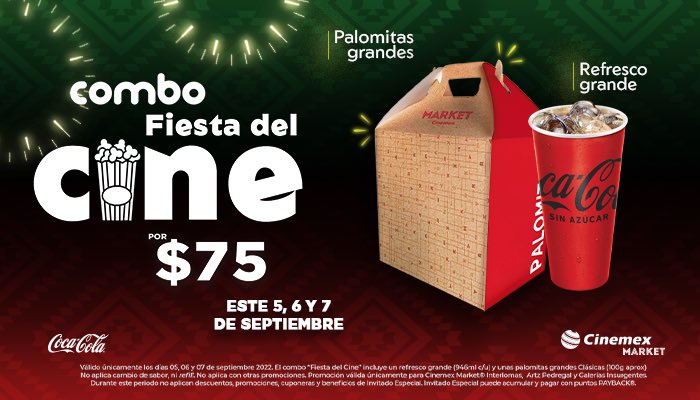 Palomitas
grandes
Refresco
grande
combo
Fiesta del
cine
POR
$75
ESTE 5, 6 Y 7
DE SEPTIEMBRE
MARKET
Cinemex
PALOMI
ca-Co
SIN AZÚCAR
Coca-Cola
Cinemex
MARKET
Válido únicamente los días 05, 06 y 07 de septiembre 2022. El combo "Fiesta del Cine" incluye un refresco grande (946ml c/u) y unas palomitas grandes Clásicas (100g aprox)
No aplica cambio de sabor, ni refill. No aplica con otras promociones. Promoción válida únicamente para Cinemex Market® Interlomas, Artz Pedregal y Galerías Insurgentes.
Durante este periodo no aplican descuentos, promociones, cuponeras y beneficios de Invitado Especial. Invitado Especial puede acumular y pagar con puntos PAYBACK®.